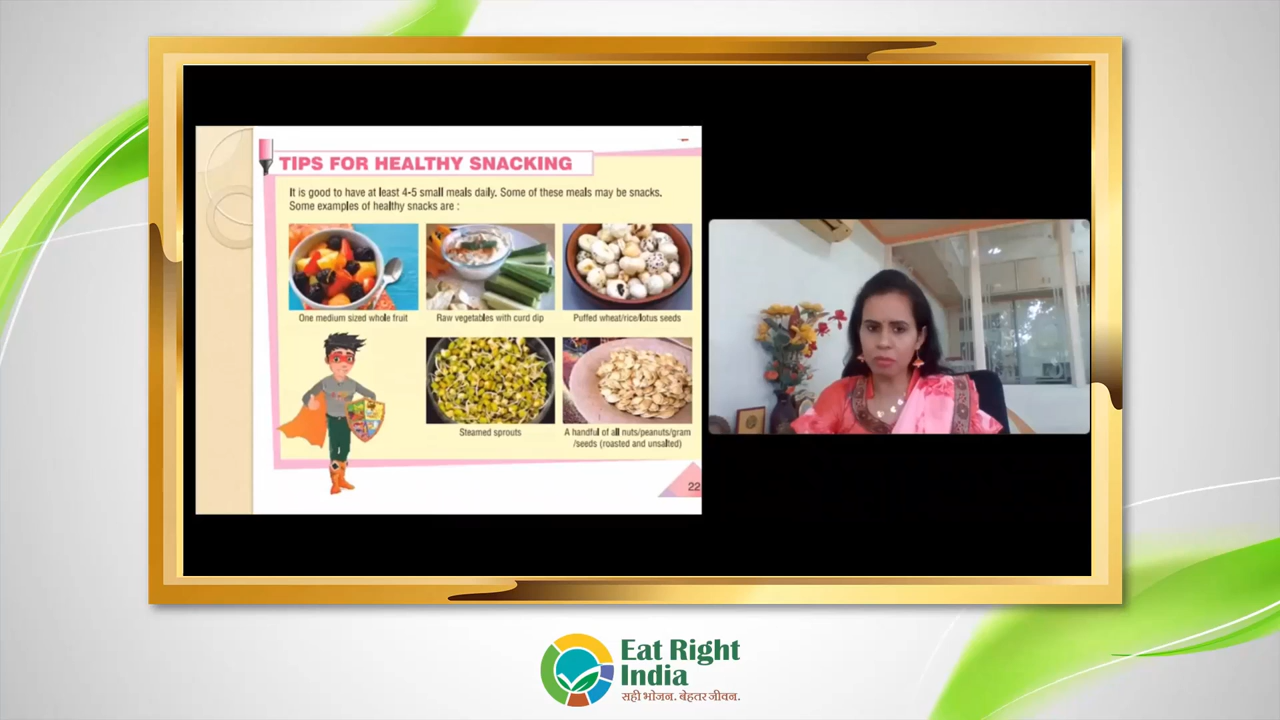 TIPS FOR HEALTHY SNACKING
It is good to have at least 4-5 small meals daily. Some of these meals may be snacks.
Some examples of healthy snacks are :
One medium sized whole fruit
Raw vegetables with curd dip
Puffed wheat/rice/lotus seeds
Steamed sprouts
A handful of all nuts/peanuts/gram
/seeds (roasted and unsalted)
22
Eat Right
India
सही भोजन. बेहतर जीवन.